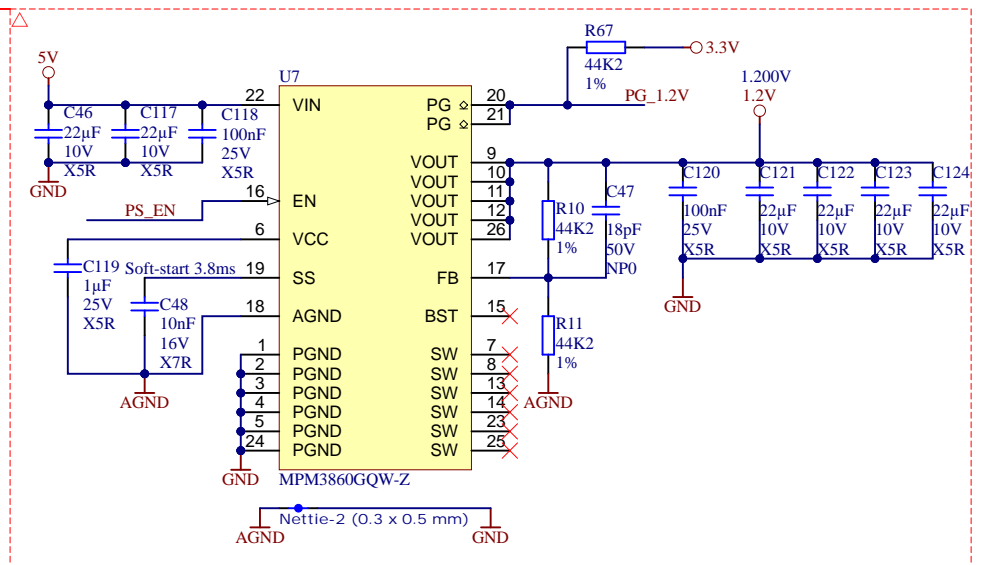 5V
C46
22µF
10V
X5R
C117
22µF
10V
X5R
C118
100nF
25V
X5R
GND
PS_EN
C119
1µF
25V
X5R
Soft-start 3.8ms
C48
10nF
16V
X7R
AGND
U7
22 VIN
16 EN
6 VCC
19 SS
18 AGND
1 PGND
2 PGND
3 PGND
4 PGND
5 PGND
24 PGND
GND
PG 20
PG 21
VOUT 9
VOUT 10
VOUT 11
VOUT 12
VOUT 26
FB 17
BST 15
SW 7
SW 8
SW 13
SW 14
SW 23
SW 25
MPM3860GQW-Z
R67
44K2
1%
3.3V
PG_1.2V
1.200V
1.2V
R10
44K2
1%
C47
18pF
50V
NP0
R11
44K2
1%
AGND
C120
100nF
25V
X5R
C121
22µF
10V
X5R
C122
22µF
10V
X5R
C123
22µF
10V
X5R
C124
22µF
10V
X5R
GND
Nettie-2 (0.3 x 0.5 mm)
AGND
GND